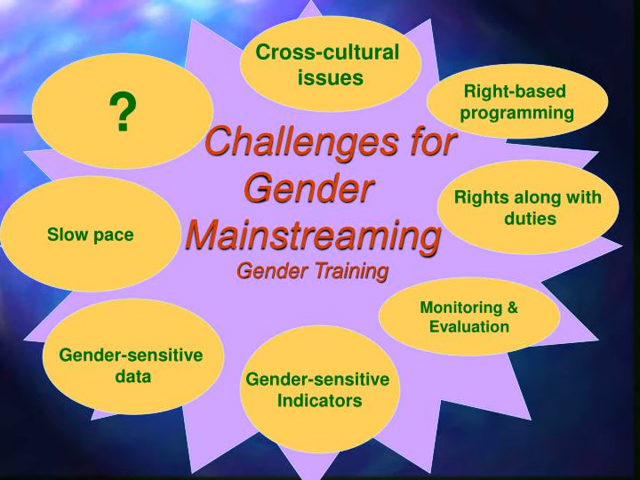 Cross-cultural
issues
?
Right-based
programming
Challenges for
Gender
Mainstreaming
Gender Training
Rights along with
duties
Slow pace
Monitoring &
Evaluation
Gender-sensitive
data
Gender-sensitive
Indicators